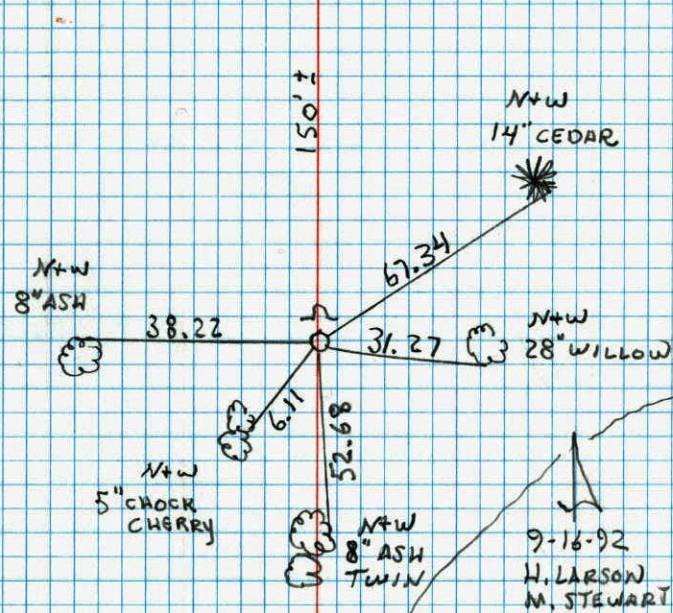 150' ±
N+W
14" CEDAR
67.34
N+W
8" ASH
38.22
31.27
N+W
28" WILLOW
6.11
52.68
N+W
5" CHOCK
CHERRY
N+W
8" ASH
TWIN
9-16-92
H. LARSON
M. STEWART